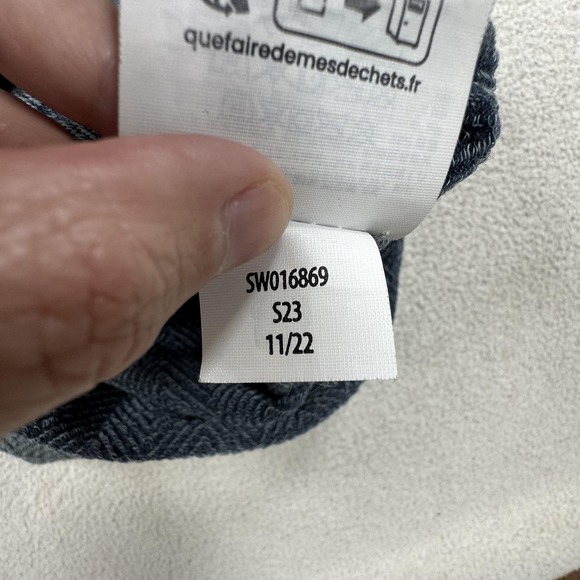 quefairedemesdechets.fr
SW016869
S23
11/22